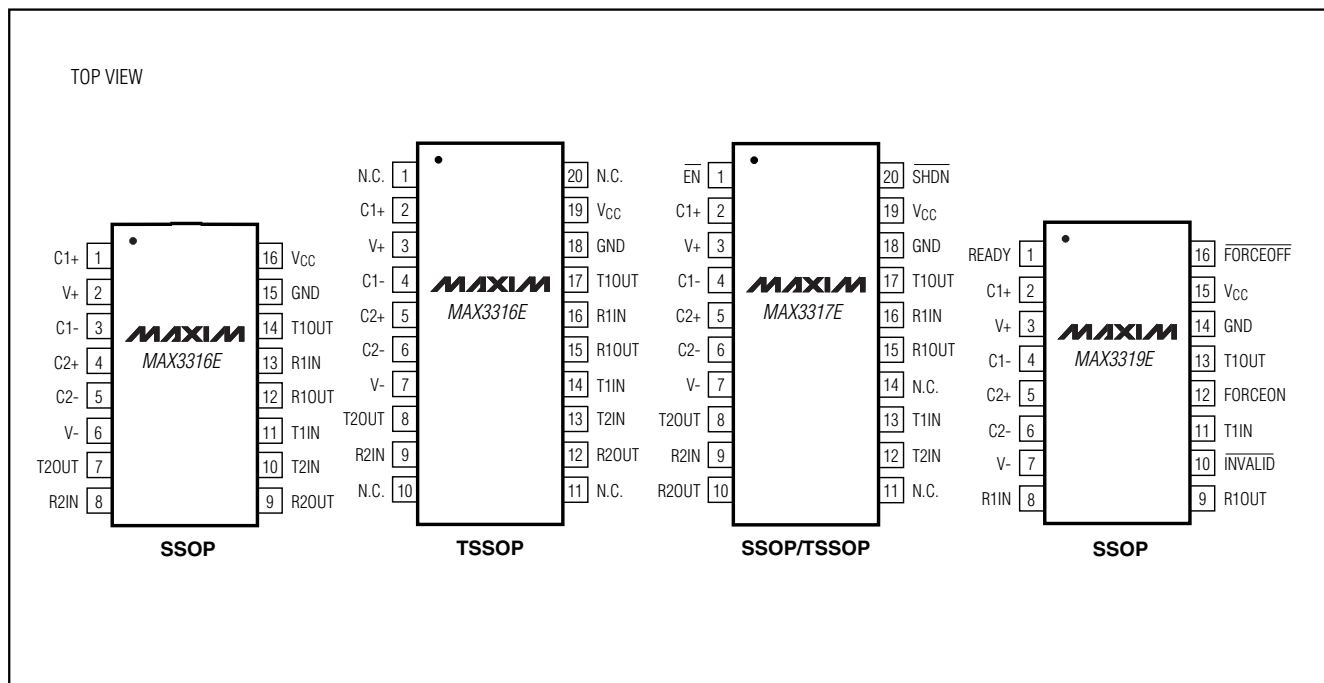 TOP VIEW
C1+ 1
V+ 2
C1- 3
C2+ 4
C2- 5
V- 6
T2OUT 7
R2IN 8
16 VCC
15 GND
14 T1OUT
13 R1IN
12 R1OUT
11 T1IN
10 T2IN
9 R2OUT
MAXIM
MAX3316E
SSOP
N.C. 1
C1+ 2
V+ 3
C1- 4
C2+ 5
C2- 6
V- 7
T2OUT 8
R2IN 9
N.C. 10
20 N.C.
19 VCC
18 GND
17 T1OUT
16 R1IN
15 R1OUT
14 T1IN
13 T2IN
12 R2OUT
11 N.C.
MAXIM
MAX3316E
TSSOP
E̅N̅ 1
C1+ 2
V+ 3
C1- 4
C2+ 5
C2- 6
V- 7
T2OUT 8
R2IN 9
R2OUT 10
20 S̅H̅D̅N̅
19 VCC
18 GND
17 T1OUT
16 R1IN
15 R1OUT
14 N.C.
13 T1IN
12 T2IN
11 N.C.
MAXIM
MAX3317E
SSOP/TSSOP
READY 1
C1+ 2
V+ 3
C1- 4
C2+ 5
C2- 6
V- 7
R1IN 8
16 F̅O̅R̅C̅E̅O̅F̅F̅
15 VCC
14 GND
13 T1OUT
12 FORCEON
11 T1IN
10 I̅N̅V̅A̅L̅I̅D̅
9 R1OUT
MAXIM
MAX3319E
SSOP